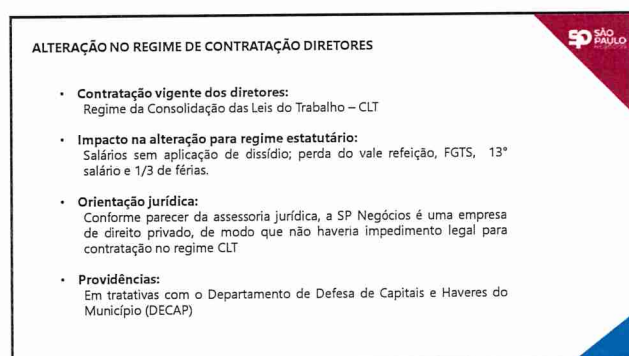 ALTERAÇÃO NO REGIME DE CONTRATAÇÃO DIRETORES
SÃO
PAULO
• Contratação vigente dos diretores:
Regime da Consolidação das Leis do Trabalho – CLT
• Impacto na alteração para regime estatutário:
Salários sem aplicação de dissídio; perda do vale refeição, FGTS, 13°
salário e 1/3 de férias.
• Orientação jurídica:
Conforme parecer da assessoria jurídica, a SP Negócios é uma empresa
de direito privado, de modo que não haveria impedimento legal para
contratação no regime CLT
• Providências:
Em tratativas com o Departamento de Defesa de Capitais e Haveres do
Município (DECAP)